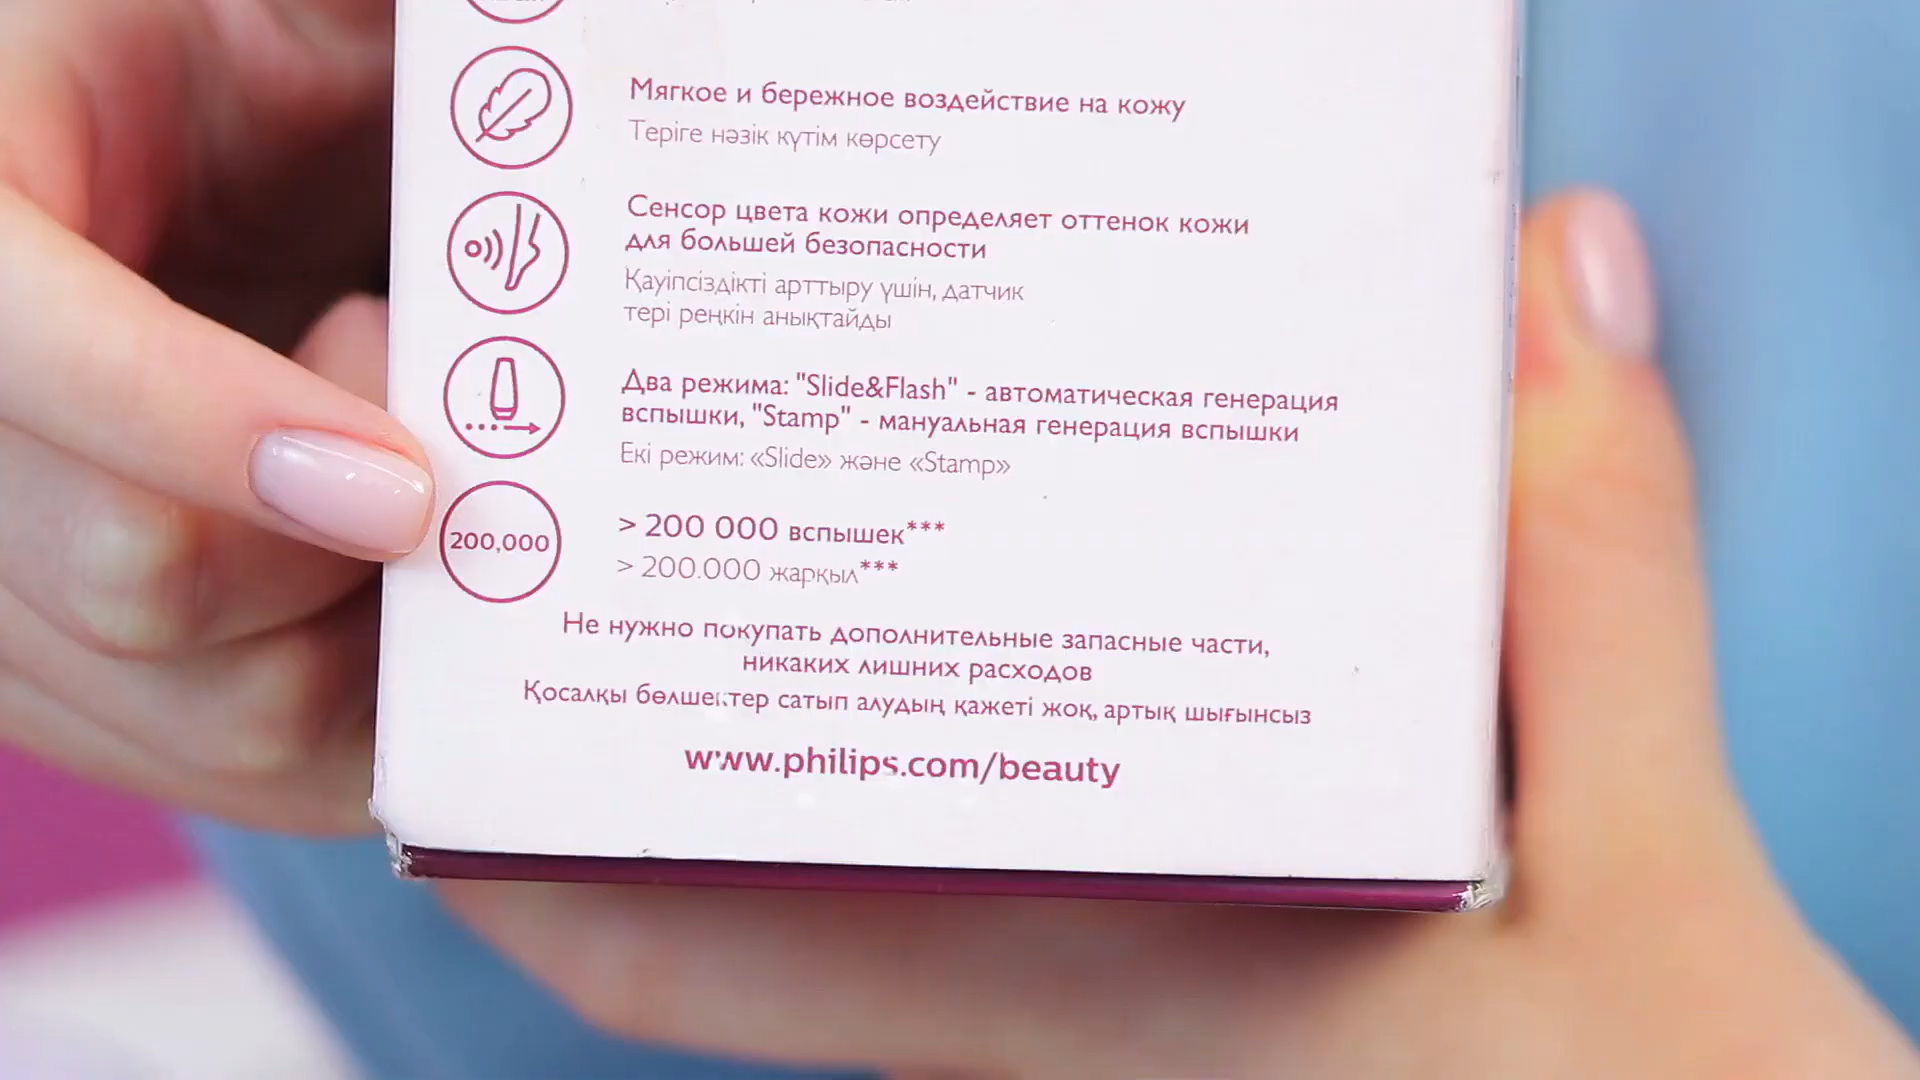 Мягкое и бережное воздействие на кожу
Теріге нәзік күтім көрсету
Сенсор цвета кожи определяет оттенок кожи
для большей безопасности
Қауіпсіздікті арттыру үшін, датчик
тері реңкін анықтайды
Два режима: "Slide&Flash" - автоматическая генерация
вспышки, "Stamp" - мануальная генерация вспышки
Екі режим: «Slide» және «Stamp»
200,000
> 200 000 вспышек***
> 200.000 жарқыл***
Не нужно покупать дополнительные запасные части,
никаких лишних расходов
Қосалқы бөлшектер сатып алудың қажеті жоқ, артық шығынсыз
www.philips.com/beauty